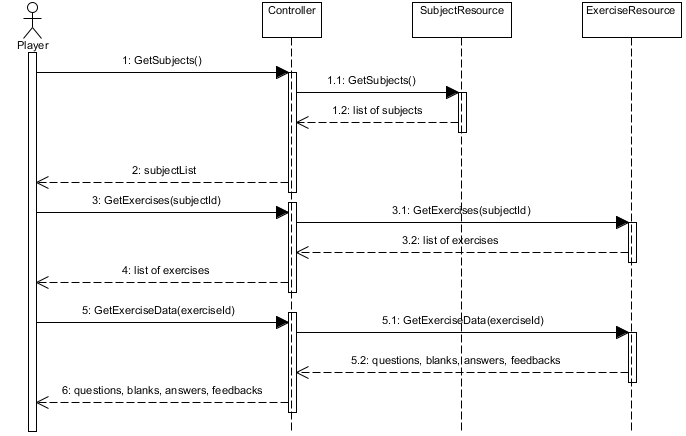 Player
Controller
SubjectResource
ExerciseResource
1: GetSubjects()
1.1: GetSubjects()
1.2: list of subjects
2: subjectList
3: GetExercises(subjectId)
3.1: GetExercises(subjectId)
3.2: list of exercises
4: list of exercises
5: GetExerciseData(exerciseId)
5.1: GetExerciseData(exerciseId)
5.2: questions, blanks, answers, feedbacks
6: questions, blanks, answers, feedbacks